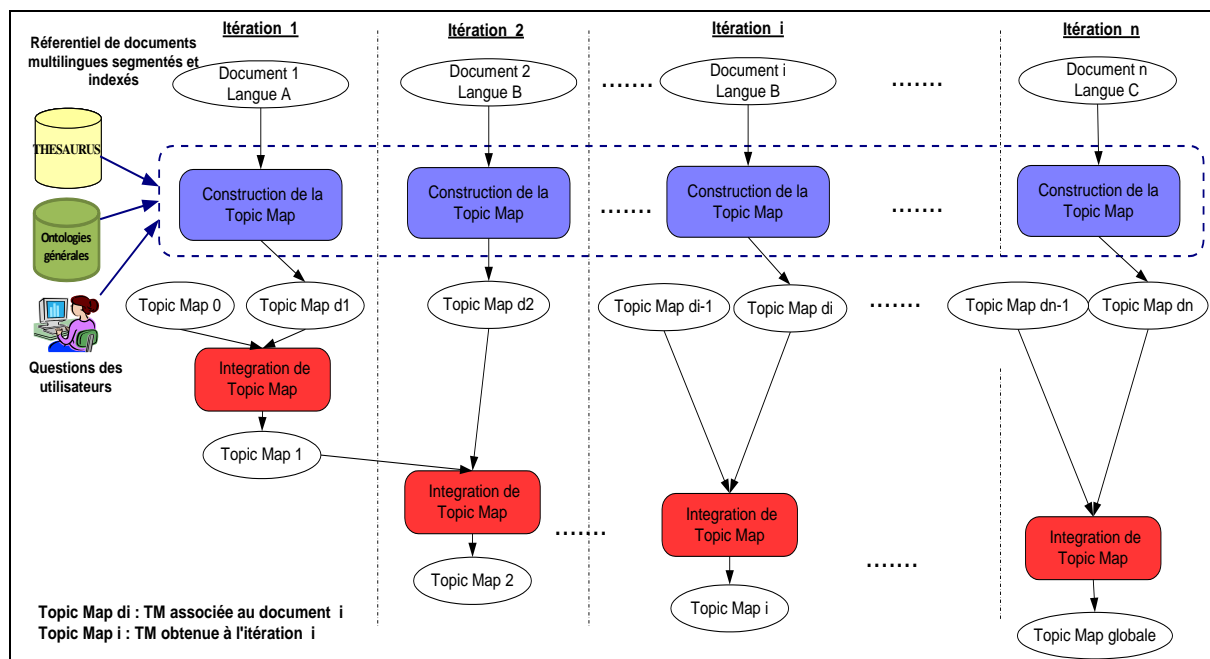 Itération 1
Itération 2
Itération i
Itération n
Réferentiel de documents
multilingues segmentés et
indexés
Document 1
Langue A
Document 2
Langue B
.......
Document i
Langue B
.......
Document n
Langue C
THESAURUS
Construction de la
Topic Map
Construction de la
Topic Map
.......
Construction de la
Topic Map
.......
Construction de la
Topic Map
Ontologies
générales
Topic Map 0
Topic Map d1
Topic Map d2
Topic Map di-1
Topic Map di
.......
Topic Map dn-1
Topic Map dn
Questions des
utilisateurs
Integration de
Topic Map
Topic Map 1
Integration de
Topic Map
.......
Integration de
Topic Map
.......
Integration de
Topic Map
Topic Map 2
Topic Map i
Topic Map globale
Topic Map di : TM associée au document i
Topic Map i : TM obtenue à l'itération i